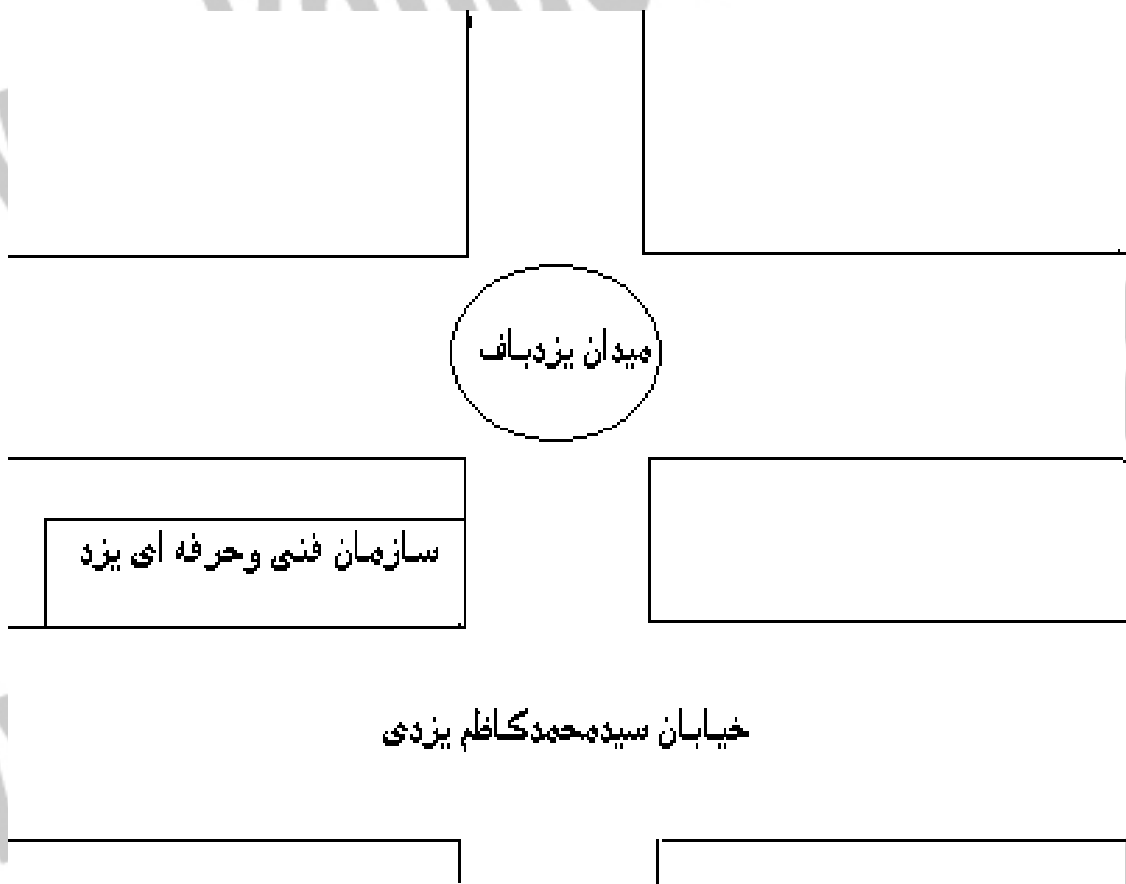 میدان یزدباف
سازمان فنی وحرفه ای یزد
خیابان سیدمحمدکاظم یزدی